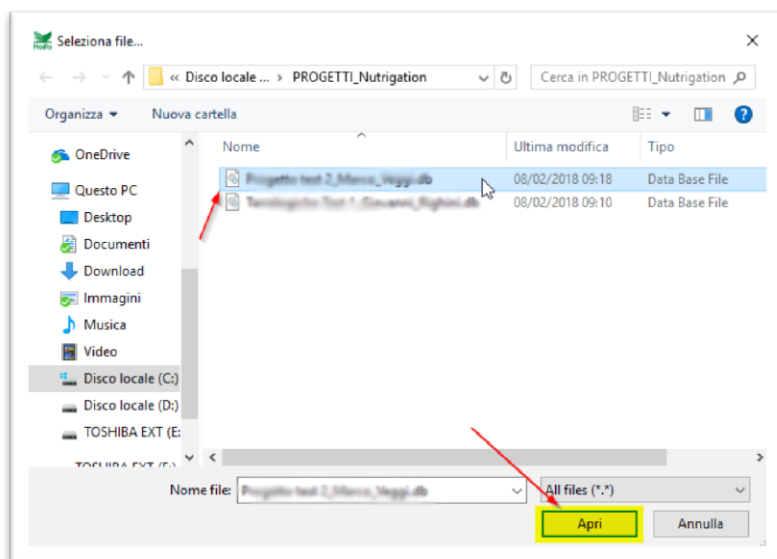 Seleziona file...
« Disco locale ... › PROGETTI_Nutrigation
Cerca in PROGETTI_Nutrigation
Organizza
Nuova cartella
Nome
Ultima modifica
Tipo
OneDrive
08/02/2018 09:18
Data Base File
08/02/2018 09:10
Data Base File
Questo PC
Desktop
Documenti
Download
Immagini
Musica
Video
Disco locale (C:)
Disco locale (D:)
TOSHIBA EXT (E:
Nome file:
All files (*.*)
Apri
Annulla